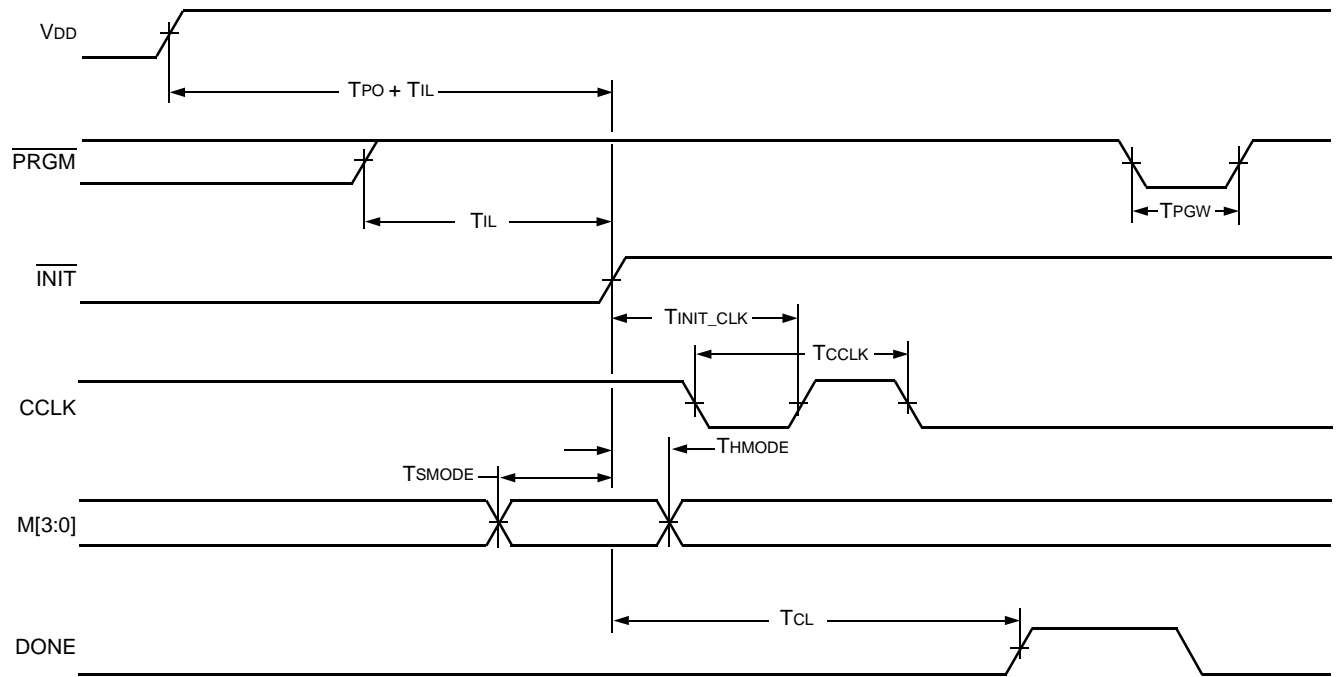 VDD
TPO + TIL
PRGM
TIL
TPGW
INIT
TINIT_CLK
TCCLK
CCLK
THMODE
TSMODE
M[3:0]
TCL
DONE